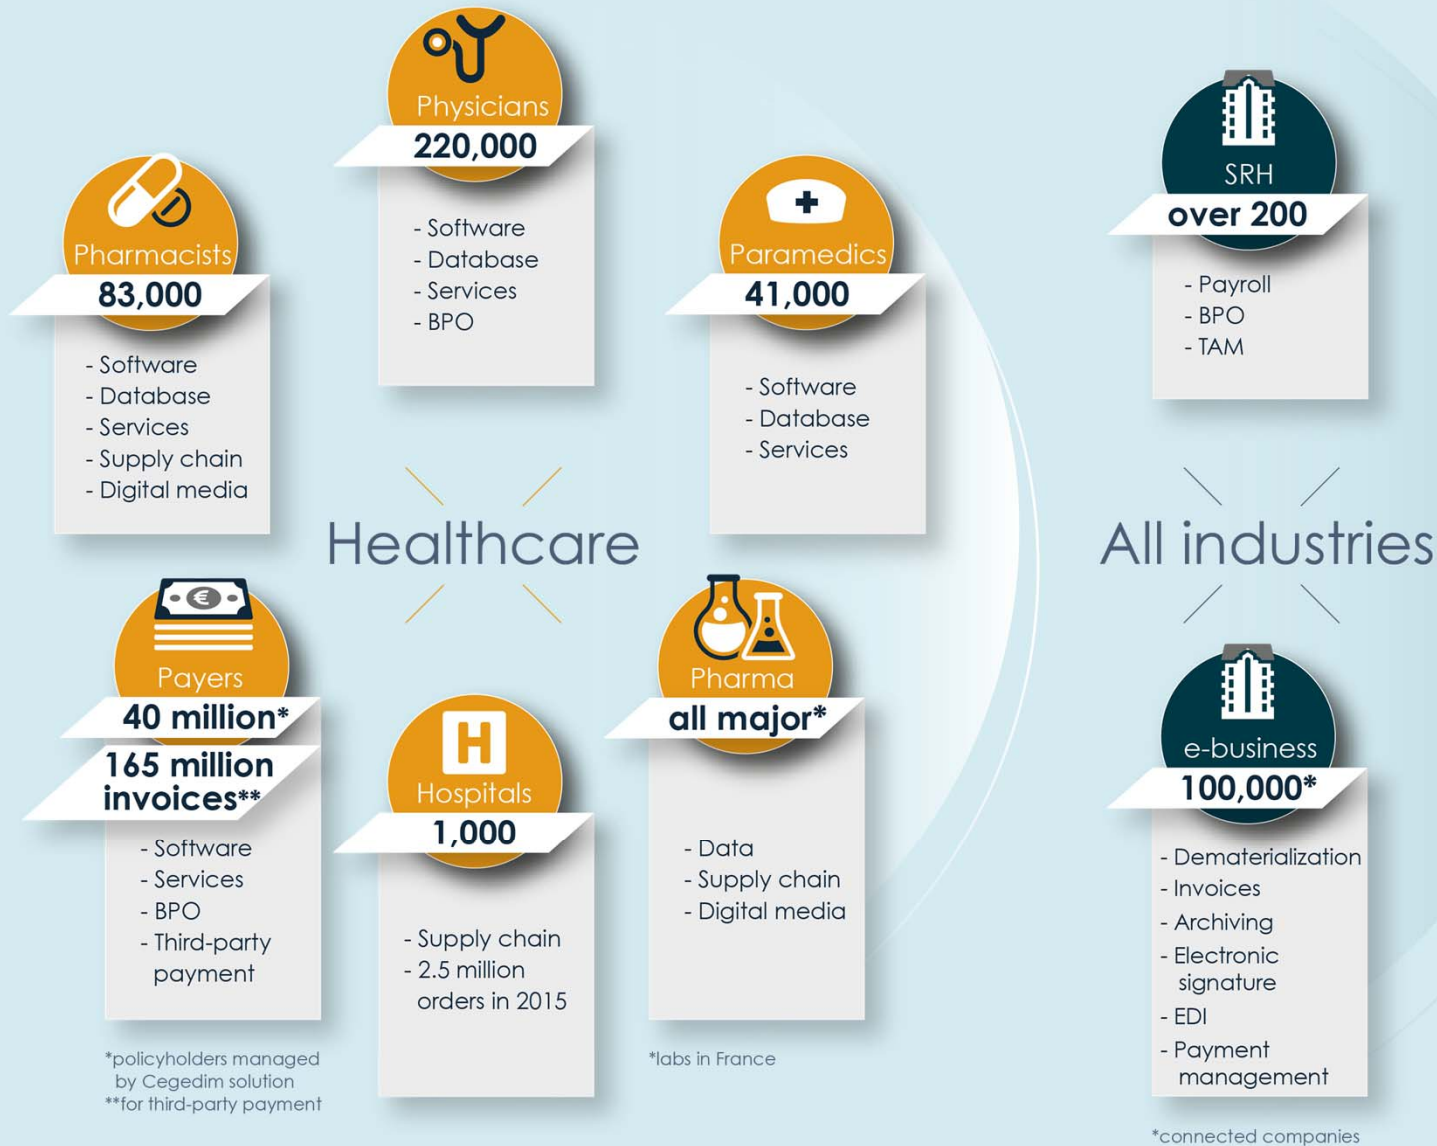 Physicians
220,000
- Software
- Database
- Services
- BPO
Pharmacists
83,000
- Software
- Database
- Services
- Supply chain
- Digital media
Paramedics
41,000
- Software
- Database
- Services
Healthcare
€
Payers
40 million*
165 million
invoices**
- Software
- Services
- BPO
- Third-party
payment
*policyholders managed
by Cegedim solution
**for third-party payment
H
Hospitals
1,000
- Supply chain
- 2.5 million
orders in 2015
Pharma
all major*
- Data
- Supply chain
- Digital media
*labs in France
SRH
over 200
- Payroll
- BPO
- TAM
All industries
e-business
100,000*
- Dematerialization
- Invoices
- Archiving
- Electronic
signature
- EDI
- Payment
management
*connected companies